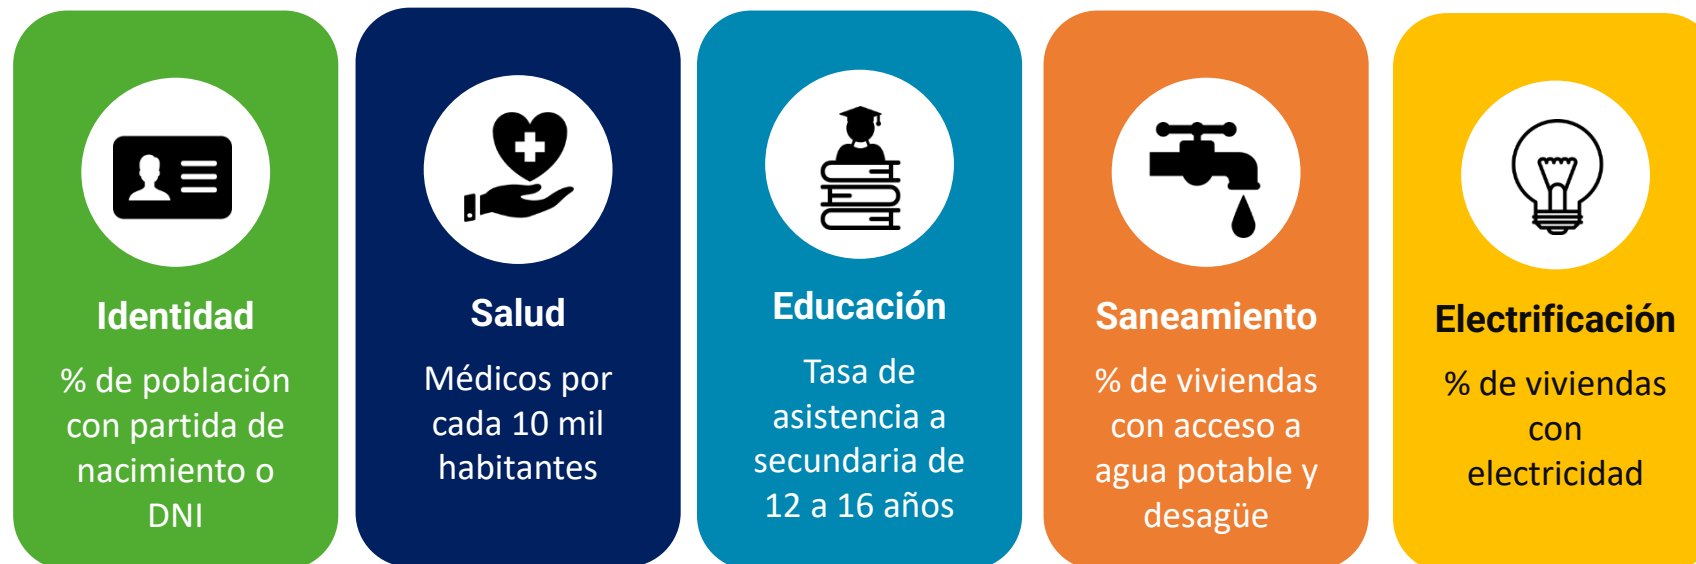 Identidad
% de población
con partida de
nacimiento o
DNI
Salud
Médicos por
cada 10 mil
habitantes
Educación
Tasa de
asistencia a
secundaria de
12 a 16 años
Saneamiento
% de viviendas
con acceso a
agua potable y
desagüe
Electrificación
% de viviendas
con
electricidad